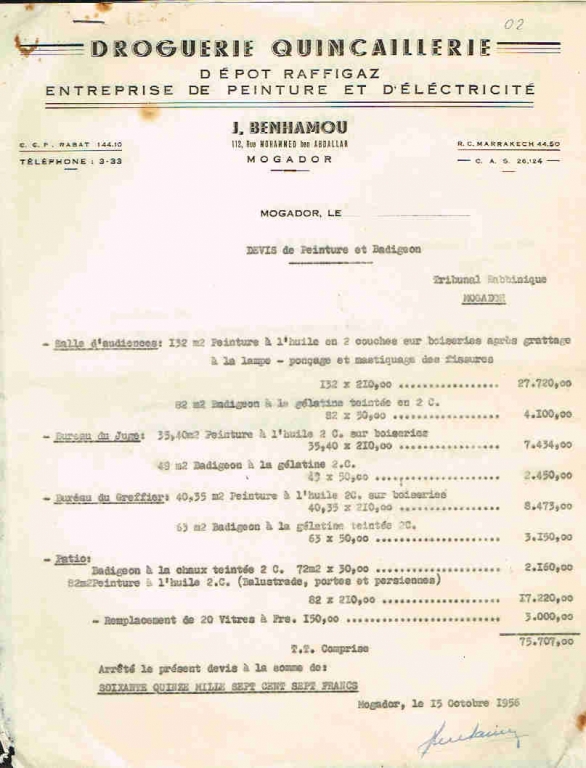 02
DROGUERIE QUINCAILLERIE
DÉPOT RAFFIGAZ
ENTREPRISE DE PEINTURE ET D'ÉLÉCTRICITÉ
J. BENHAMOU
112, Rue MOHAMMED ben ABDALLAH
MOGADOR
C. C. P. RABAT 144.10
TÉLÉPHONE : 3-33
R. C. MARRAKECH 44.50
C. A. S. 26.124
MOGADOR, LE
DEVIS de Peinture et Badigeon
Tribunal Rabbinique
MOGADOR
- Salle d'audiences: 132 m2 Peinture à l'huile en 2 couches sur boiseries après grattage
à la lampe - ponçage et mastiquage des fissures
132 x 210,00 .................. 27.720,00
82 m2 Badigeon à la gélatine teintée en 2 C.
82 x 50,00 .................. 4.100,00
- Bureau du Juge: 35,40m2 Peinture à l'huile 2 C. sur boiseries
35,40 x 210,00 .................. 7.434,00
49 m2 Badigeon à la gélatine 2.C.
49 x 50,00 .................. 2.450,00
- Buréau du Greffier: 40,35 m2 Peinture à l'huile 2C. sur boiseries
40,35 x 210,00 .................. 8.473,00
63 m2 Badigeon à la gélatine teintée 2C.
63 x 50,00 .................. 3.150,00
- Patio:
Badigeon à la chaux teintée 2 C. 72m2 x 30,00 .................. 2.160,00
82m2Peinture à l'huile 2.C. (Balustrade, portes et persiennes)
82 x 210,00 .................. 17.220,00
- Remplacement de 20 Vitres à Frs. 150,00 .................. 3.000,00
75.707,00
T.T. Comprise
Arrêté le présent devis à la somme de:
SOIXANTE QUINZE MILLE SEPT CENT SEPT FRANCS
Mogador, le 15 Octobre 1956